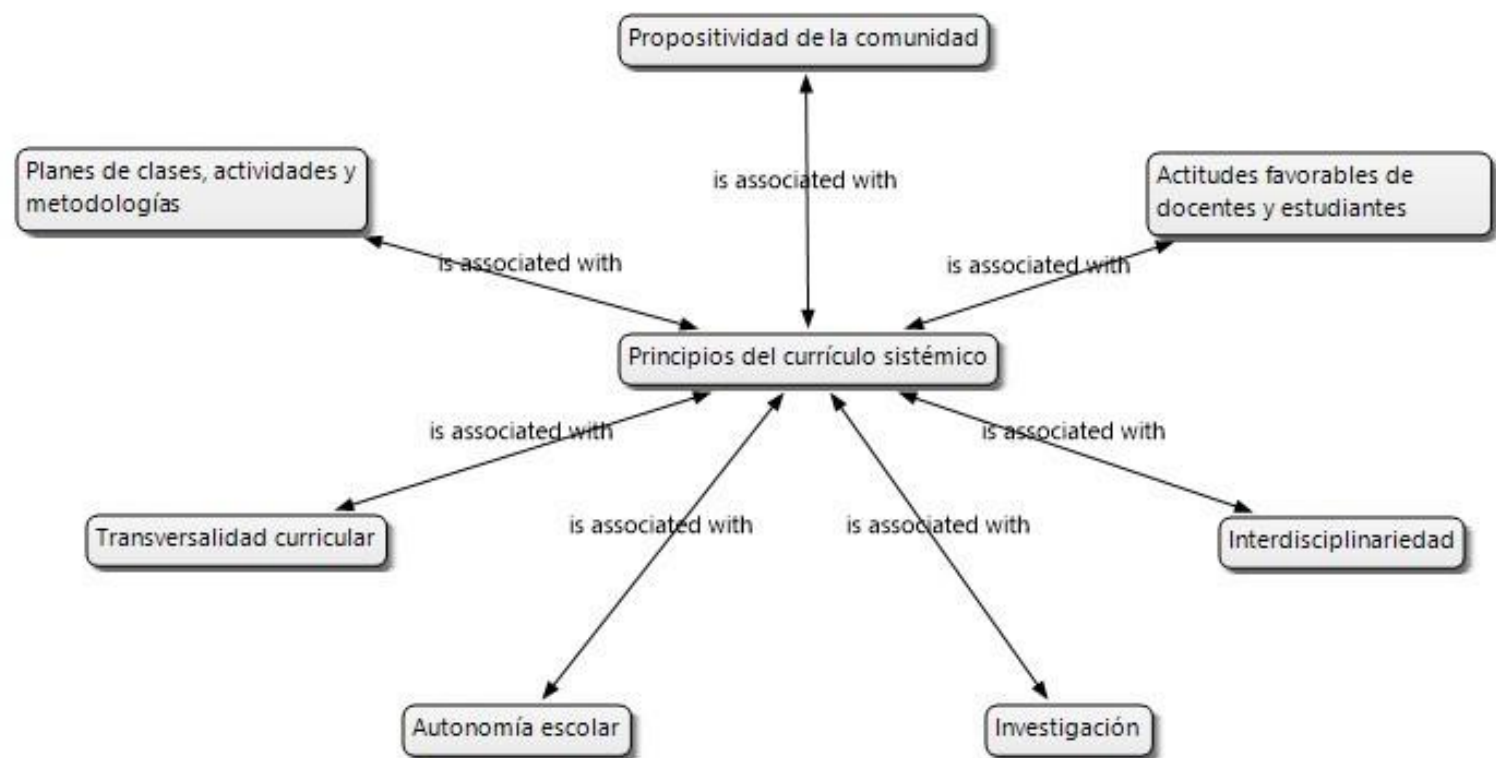 Propositividad de la comunidad
Planes de clases, actividades y
metodologías
is associated with
Actitudes favorables de
docentes y estudiantes
is associated with
is associated with
Principios del currículo sistémico
is associated with
is associated with
Transversalidad curricular
is associated with
is associated with
Interdisciplinariedad
Autonomía escolar
Investigación